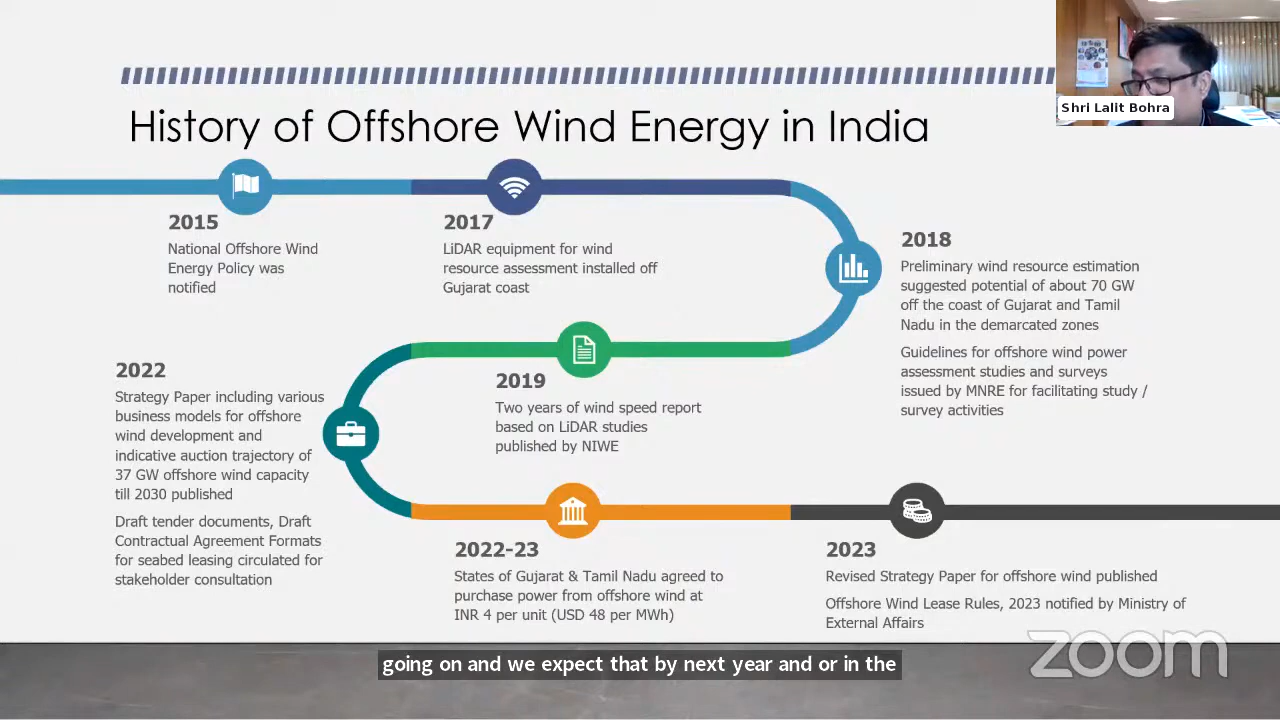 History of Offshore Wind Energy in India
Shri Lalit Bohra
2015
National Offshore Wind
Energy Policy was
notified
2017
LiDAR equipment for wind
resource assessment installed off
Gujarat coast
2018
Preliminary wind resource estimation
suggested potential of about 70 GW
off the coast of Gujarat and Tamil
Nadu in the demarcated zones
Guidelines for offshore wind power
assessment studies and surveys
issued by MNRE for facilitating study /
survey activities
2019
Two years of wind speed report
based on LiDAR studies
published by NIWE
2022
Strategy Paper including various
business models for offshore
wind development and
indicative auction trajectory of
37 GW offshore wind capacity
till 2030 published
Draft tender documents, Draft
Contractual Agreement Formats
for seabed leasing circulated for
stakeholder consultation
2022-23
States of Gujarat & Tamil Nadu agreed to
purchase power from offshore wind at
INR 4 per unit (USD 48 per MWh)
2023
Revised Strategy Paper for offshore wind published
Offshore Wind Lease Rules, 2023 notified by Ministry of
External Affairs
zoom
going on and we expect that by next year and or in the